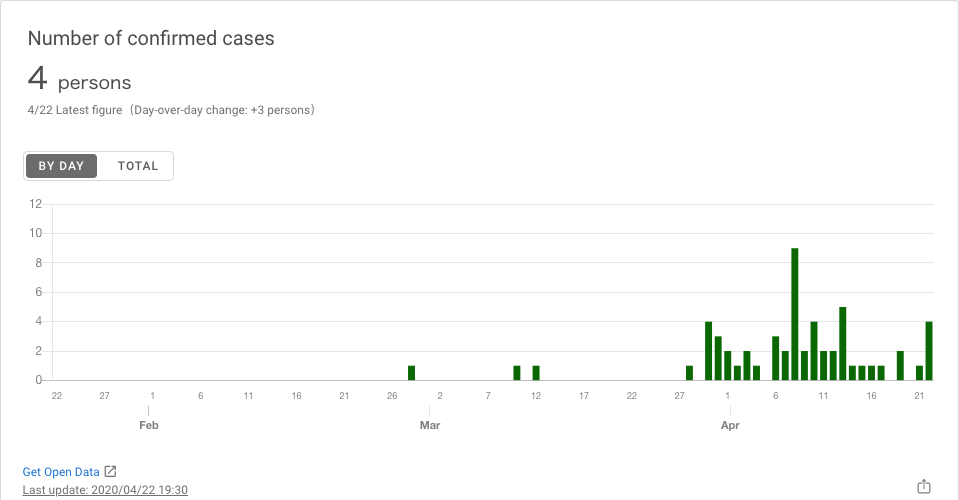 Number of confirmed cases
4 persons
4/22 Latest figure（Day-over-day change: +3 persons）
BY DAY TOTAL
12
10
8
6
4
2
0
22 27 1 6 11 16 21 26 2 7 12 17 22 27 1 6 11 16 21
Feb Mar Apr
Get Open Data
Last update: 2020/04/22 19:30